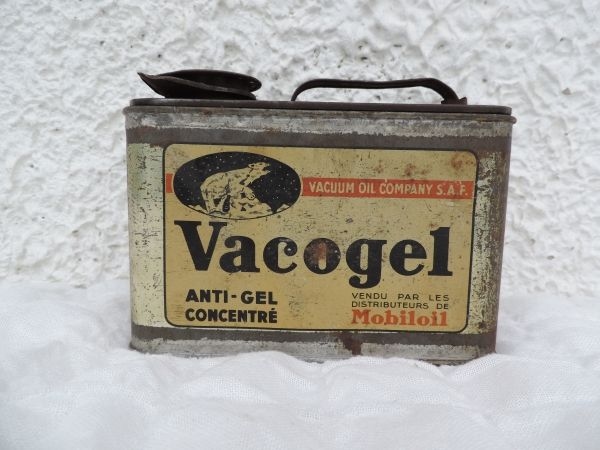 VACUUM OIL COMPANY S.A.F.
Vacogel
ANTI-GEL
CONCENTRÉ
VENDU PAR LES
DISTRIBUTEURS DE
Mobiloil